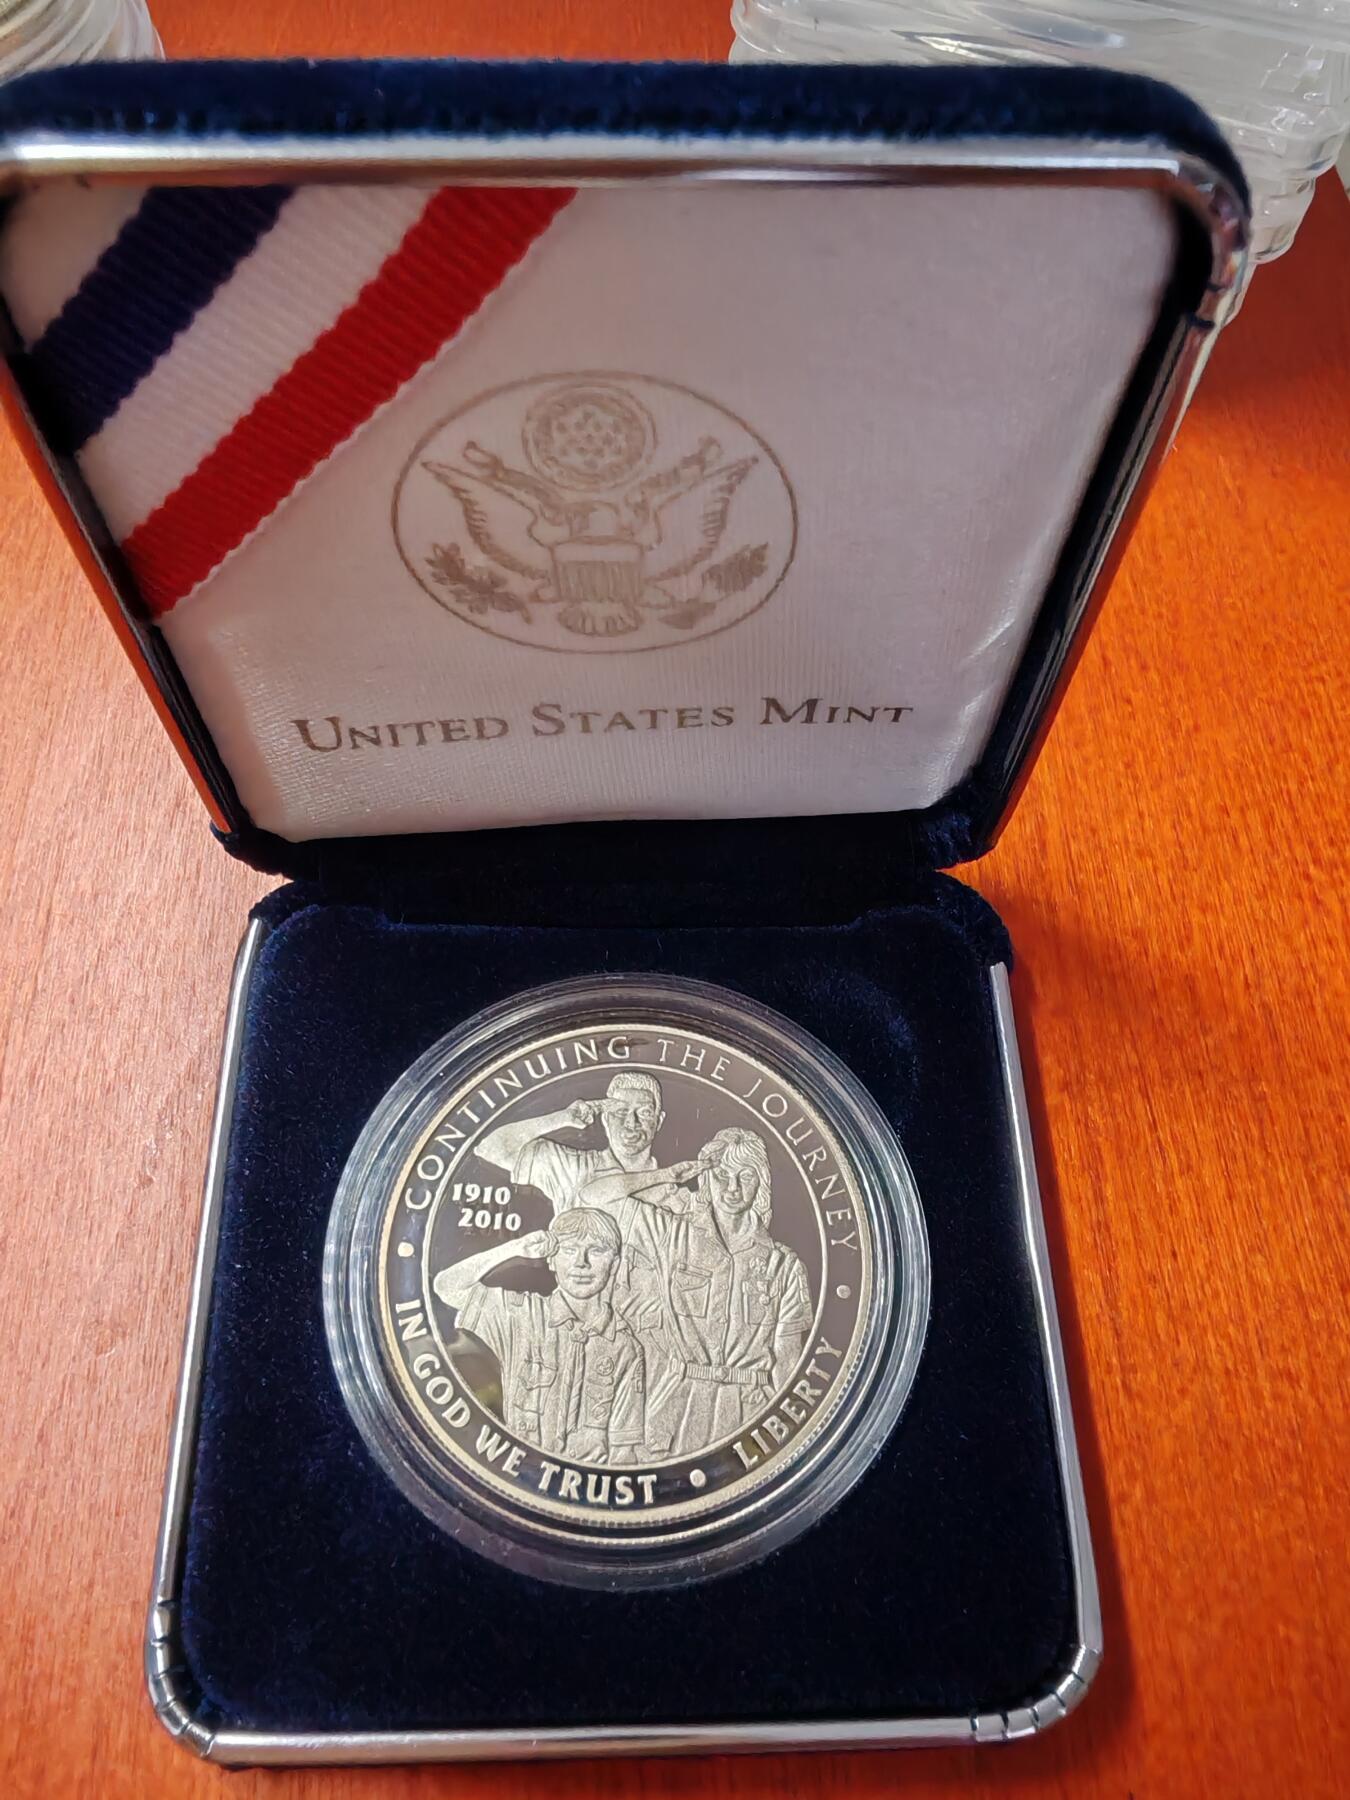 UNITED STATES MINT
CONTINUING THE JOURNEY
1910
2010
IN GOD WE TRUST • LIBERTY